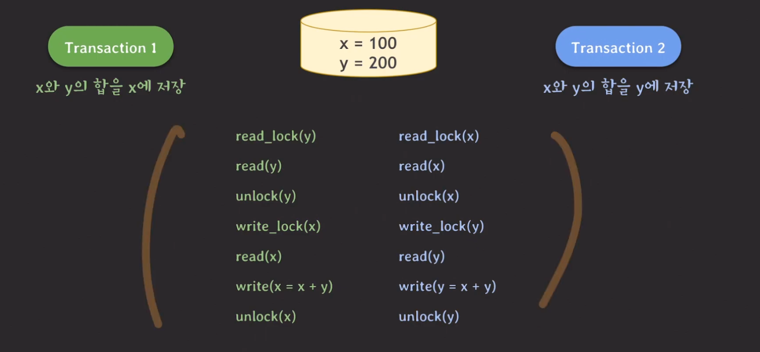 Transaction 1
x와 y의 합을 x에 저장
x = 100
y = 200
Transaction 2
x와 y의 합을 y에 저장
read_lock(y)
read(y)
unlock(y)
write_lock(x)
read(x)
write(x = x + y)
unlock(x)
read_lock(x)
read(x)
unlock(x)
write_lock(y)
read(y)
write(y = x + y)
unlock(y)